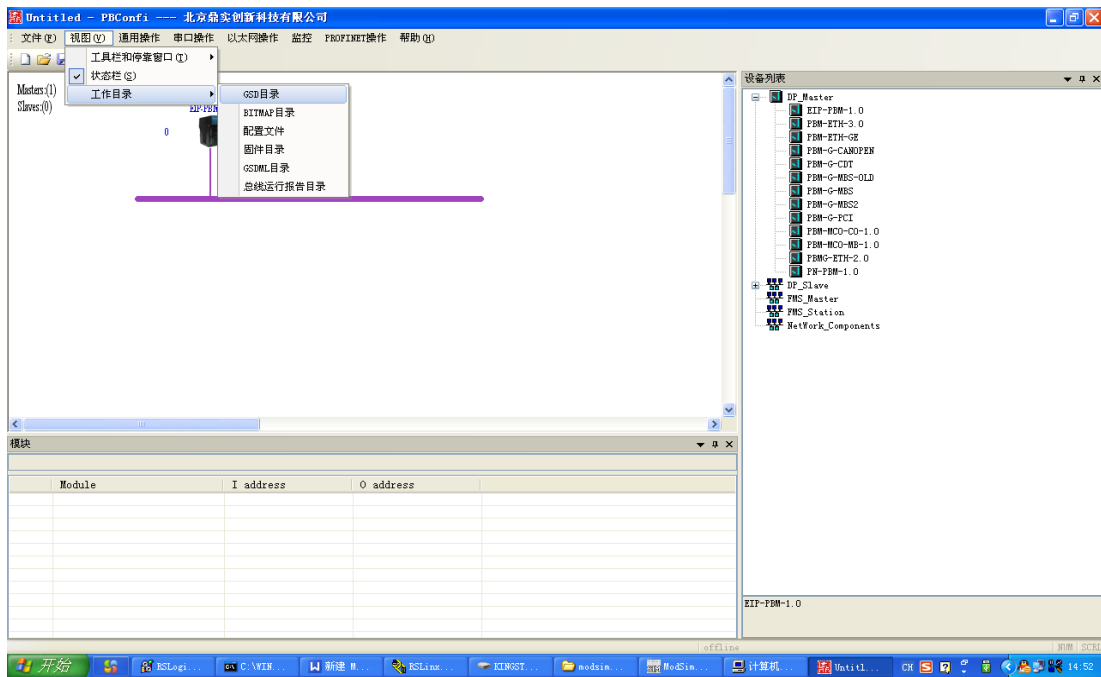 Untitled - PBConfi --- 北京鼎实创新科技有限公司
文件(F) 视图(V) 通用操作 串口操作 以太网操作 监控 PROFINET操作 帮助(H)
工具栏和停靠窗口(T)
状态栏(S)
工作目录
GSD目录
BITMAP目录
配置文件
固件目录
GSDML目录
总线运行报告目录
Masters:(1)
Slaves:(0)
0
设备列表
DP_Master
EIP-PBM-1.0
PBM-ETH-3.0
PBM-ETH-GE
PBM-G-CANOPEN
PBM-G-CDT
PBM-G-MBS-OLD
PBM-G-MBS
PBM-G-MBS2
PBM-G-PCI
PBM-MCO-CO-1.0
PBM-MCO-MB-1.0
PBMG-ETH-2.0
PN-PBM-1.0
DP_Slave
FMS_Master
FMS_Station
NetWork_Components
模块
Module I address O address
EIP-PBM-1.0
offline
NUM SCRL
开始 RSLogi... C:\WIN... 新建 M... RSLinx... KINGST... modsim... ModSim... 计算机... Untitl... CH 14:52